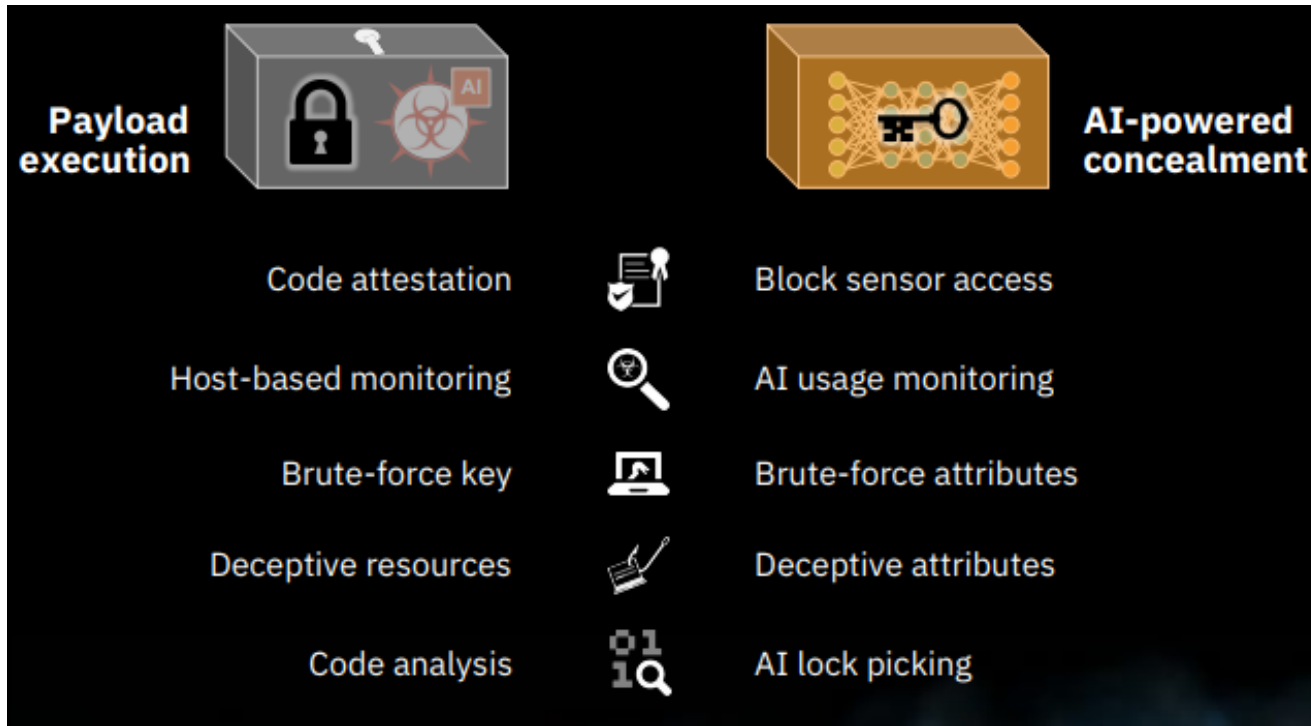 AI
Payload
execution
AI-powered
concealment
Code attestation
Block sensor access
Host-based monitoring
AI usage monitoring
Brute-force key
Brute-force attributes
Deceptive resources
Deceptive attributes
01
10
Code analysis
AI lock picking